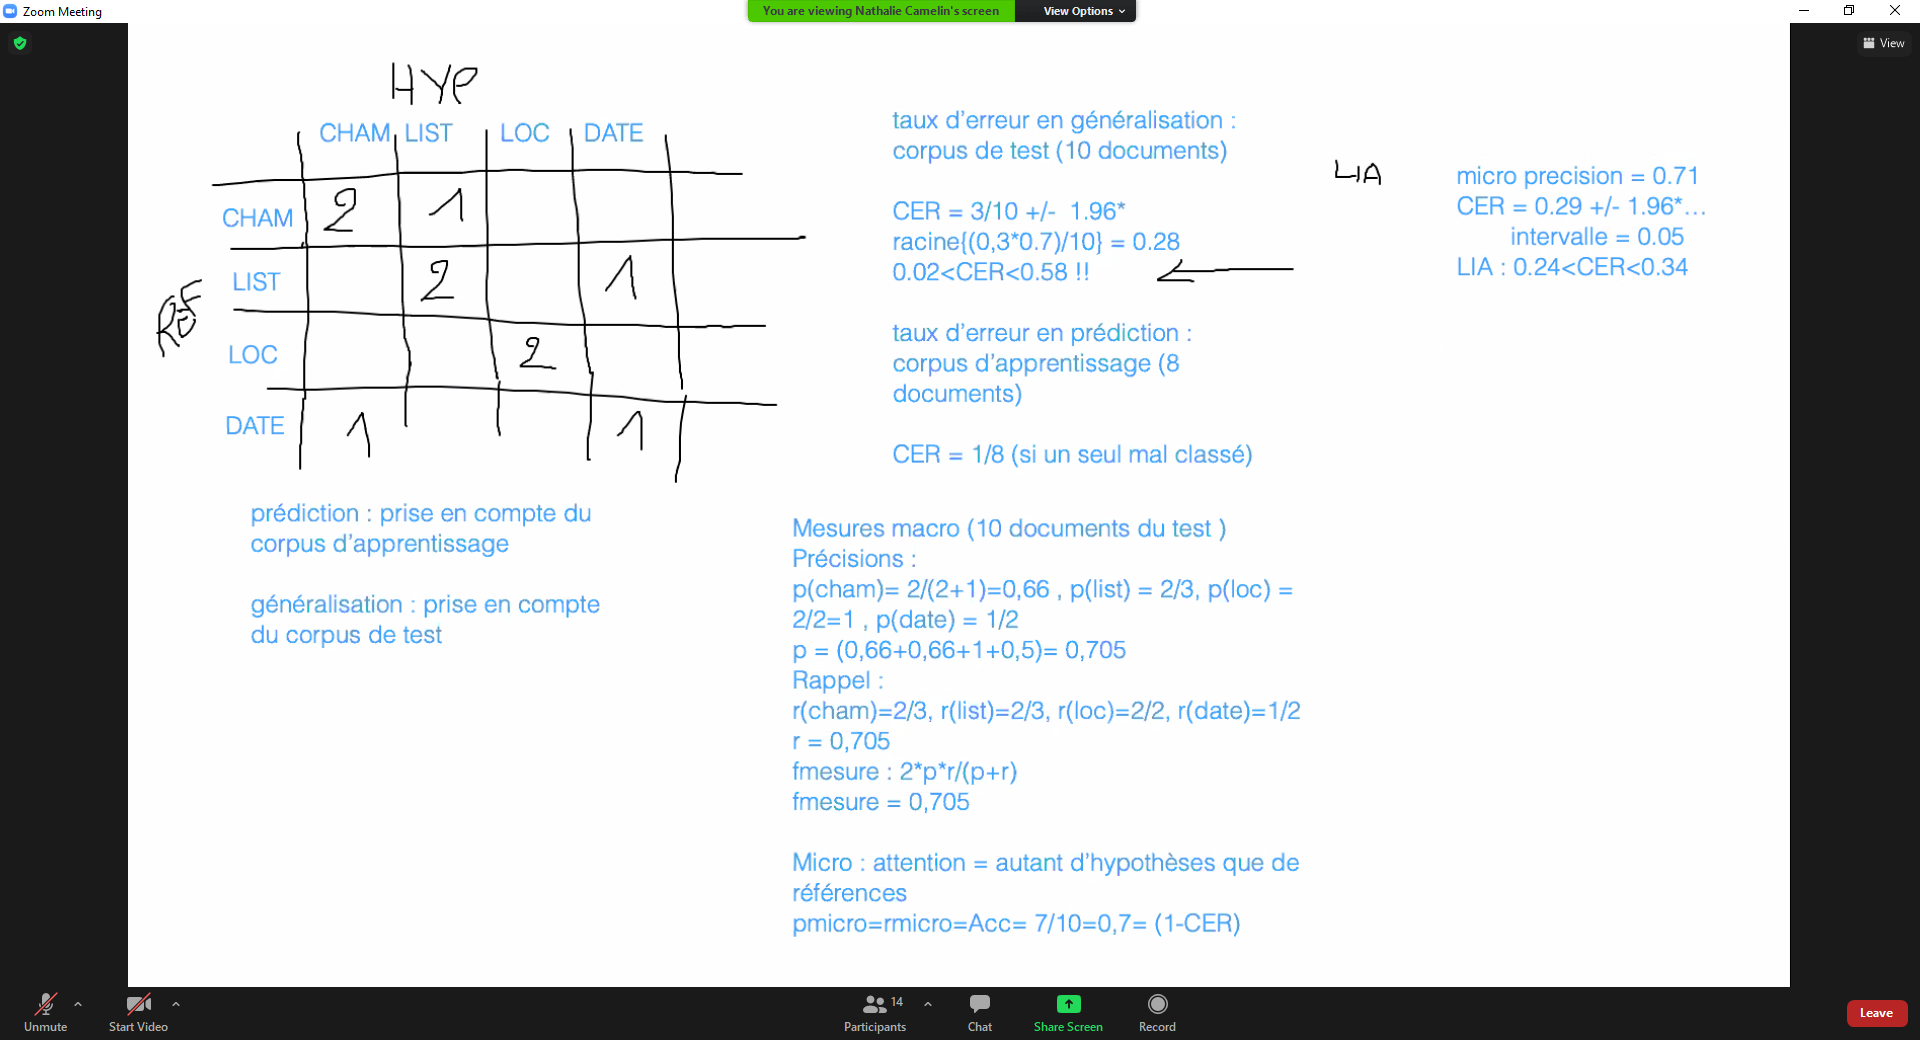 Zoom Meeting
You are viewing Nathalie Camelin's screen
View Options
View
HYP
CHAM LIST LOC DATE
CHAM 2 1
LIST 2 1
REF
LOC 2
DATE 1 1
prédiction : prise en compte du
corpus d'apprentissage
généralisation : prise en compte
du corpus de test
taux d'erreur en généralisation :
corpus de test (10 documents)
CER = 3/10 +/- 1.96*
racine{(0,3*0.7)/10} = 0.28
0.02<CER<0.58 !!
taux d'erreur en prédiction :
corpus d'apprentissage (8
documents)
CER = 1/8 (si un seul mal classé)
LIA
micro precision = 0.71
CER = 0.29 +/- 1.96*...
intervalle = 0.05
LIA : 0.24<CER<0.34
Mesures macro (10 documents du test )
Précisions :
p(cham)= 2/(2+1)=0,66 , p(list) = 2/3, p(loc) =
2/2=1 , p(date) = 1/2
p = (0,66+0,66+1+0,5)= 0,705
Rappel :
r(cham)=2/3, r(list)=2/3, r(loc)=2/2, r(date)=1/2
r = 0,705
fmesure : 2*p*r/(p+r)
fmesure = 0,705
Micro : attention = autant d'hypothèses que de
références
pmicro=rmicro=Acc= 7/10=0,7= (1-CER)
Unmute
Start Video
14
Participants
Chat
Share Screen
Record
Leave